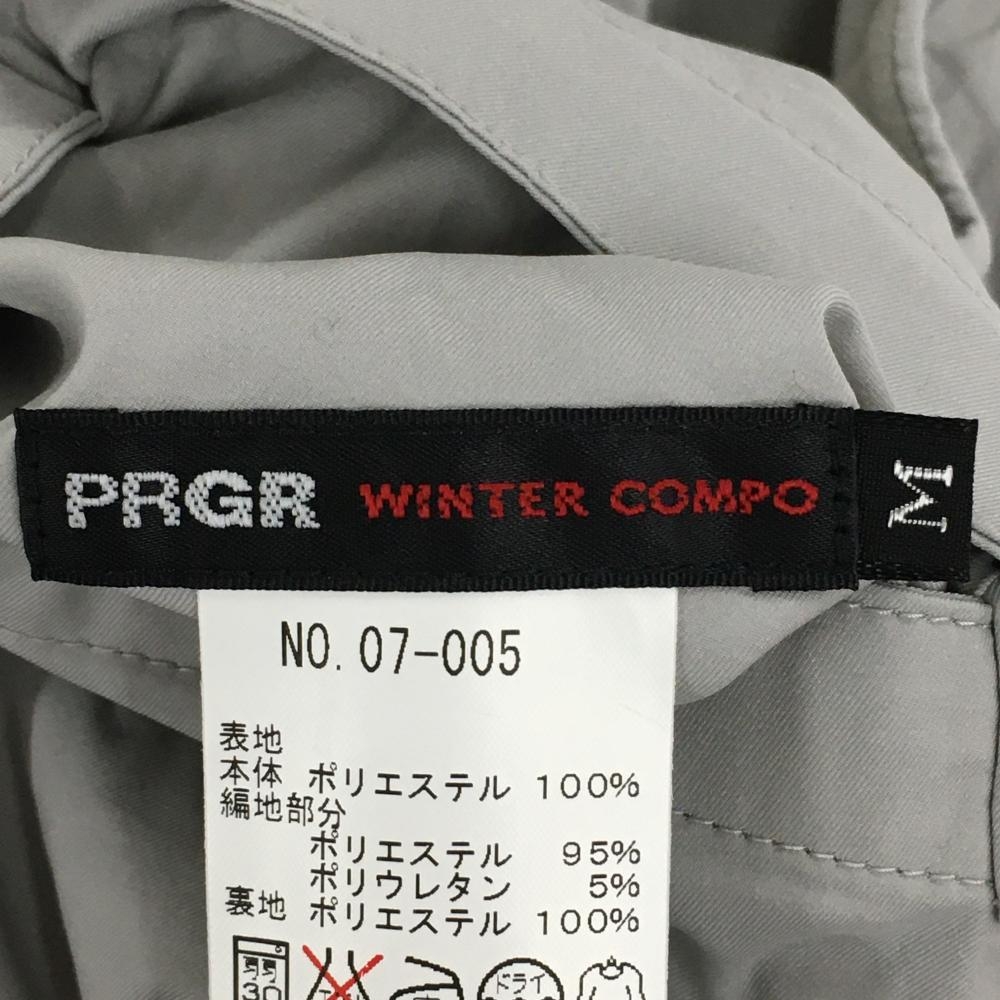 PRGR WINTER COMPO M
NO. 07-005
表地
本体 ポリエステル 100%
編地部分
ポリエステル 95%
ポリウレタン 5%
裏地 ポリエステル 100%
弱 ドライ
30